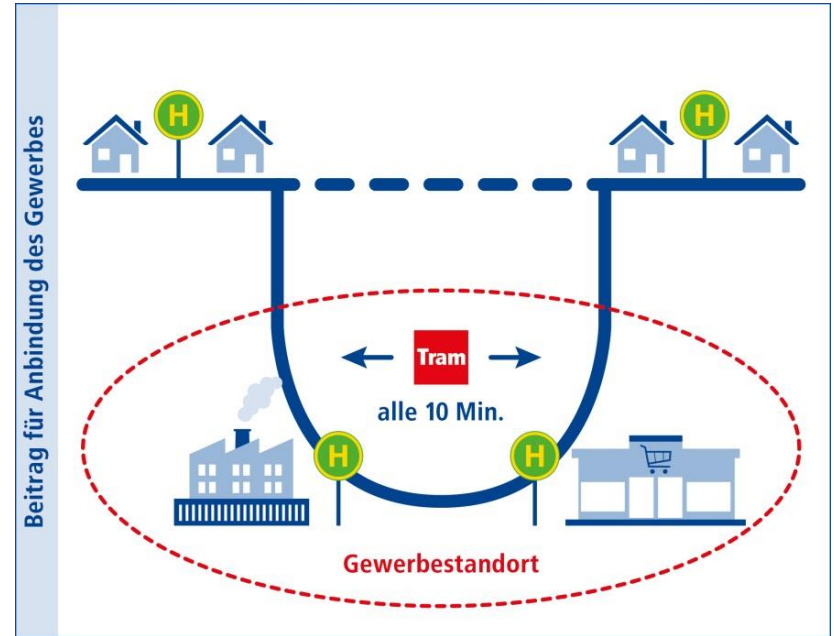 Beitrag für Anbindung des Gewerbes
H
H
Tram
alle 10 Min.
H
H
Gewerbestandort